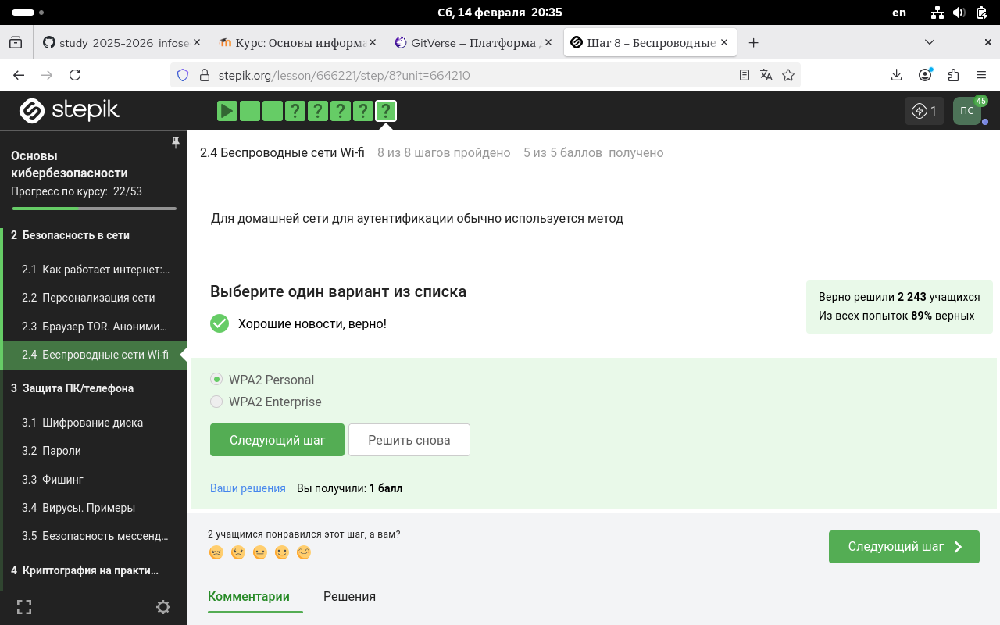 Сб, 14 февраля 20:35
en
study_2025-2026_infose
Курс: Основы информа
GitVerse — Платформа
Шаг 8 – Беспроводные
stepik.org/lesson/666221/step/8?unit=664210
stepik
? ? ? ? ?
1
ПС
45
Основы кибербезопасности
Прогресс по курсу: 22/53
2 Безопасность в сети
2.1 Как работает интернет:...
2.2 Персонализация сети
2.3 Браузер TOR. Аноними...
2.4 Беспроводные сети Wi-fi
3 Защита ПК/телефона
3.1 Шифрование диска
3.2 Пароли
3.3 Фишинг
3.4 Вирусы. Примеры
3.5 Безопасность мессенд...
4 Криптография на практи...
2.4 Беспроводные сети Wi-fi 8 из 8 шагов пройдено 5 из 5 баллов получено
Для домашней сети для аутентификации обычно используется метод
Выберите один вариант из списка
Хорошие новости, верно!
Верно решили 2 243 учащихся
Из всех попыток 89% верных
WPA2 Personal
WPA2 Enterprise
Следующий шаг
Решить снова
Ваши решения Вы получили: 1 балл
2 учащимся понравился этот шаг, а вам?
Следующий шаг
Комментарии
Решения